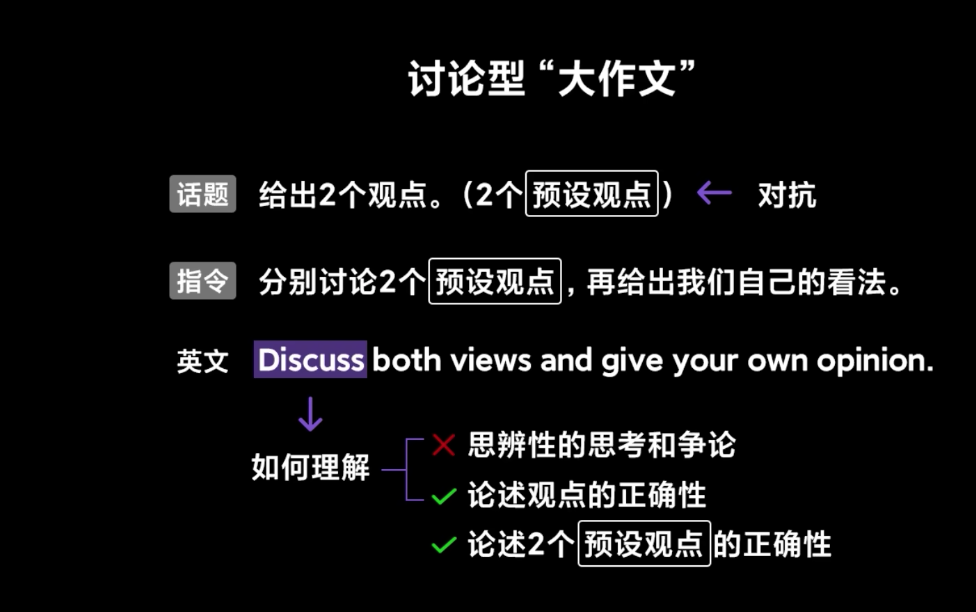 讨论型“大作文”
话题 给出2个观点。（2个预设观点） ← 对抗
指令 分别讨论2个预设观点，再给出我们自己的看法。
英文 Discuss both views and give your own opinion.
如何理解
思辨性的思考和争论
论述观点的正确性
论述2个预设观点的正确性